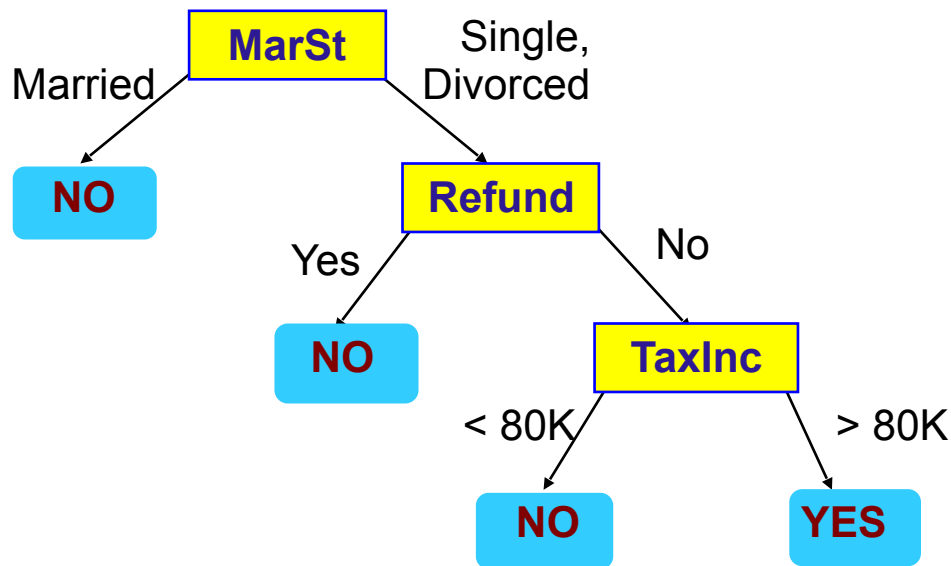 MarSt
Single,
Married
Divorced
NO
Refund
Yes
No
NO
TaxInc
< 80K
> 80K
NO
YES